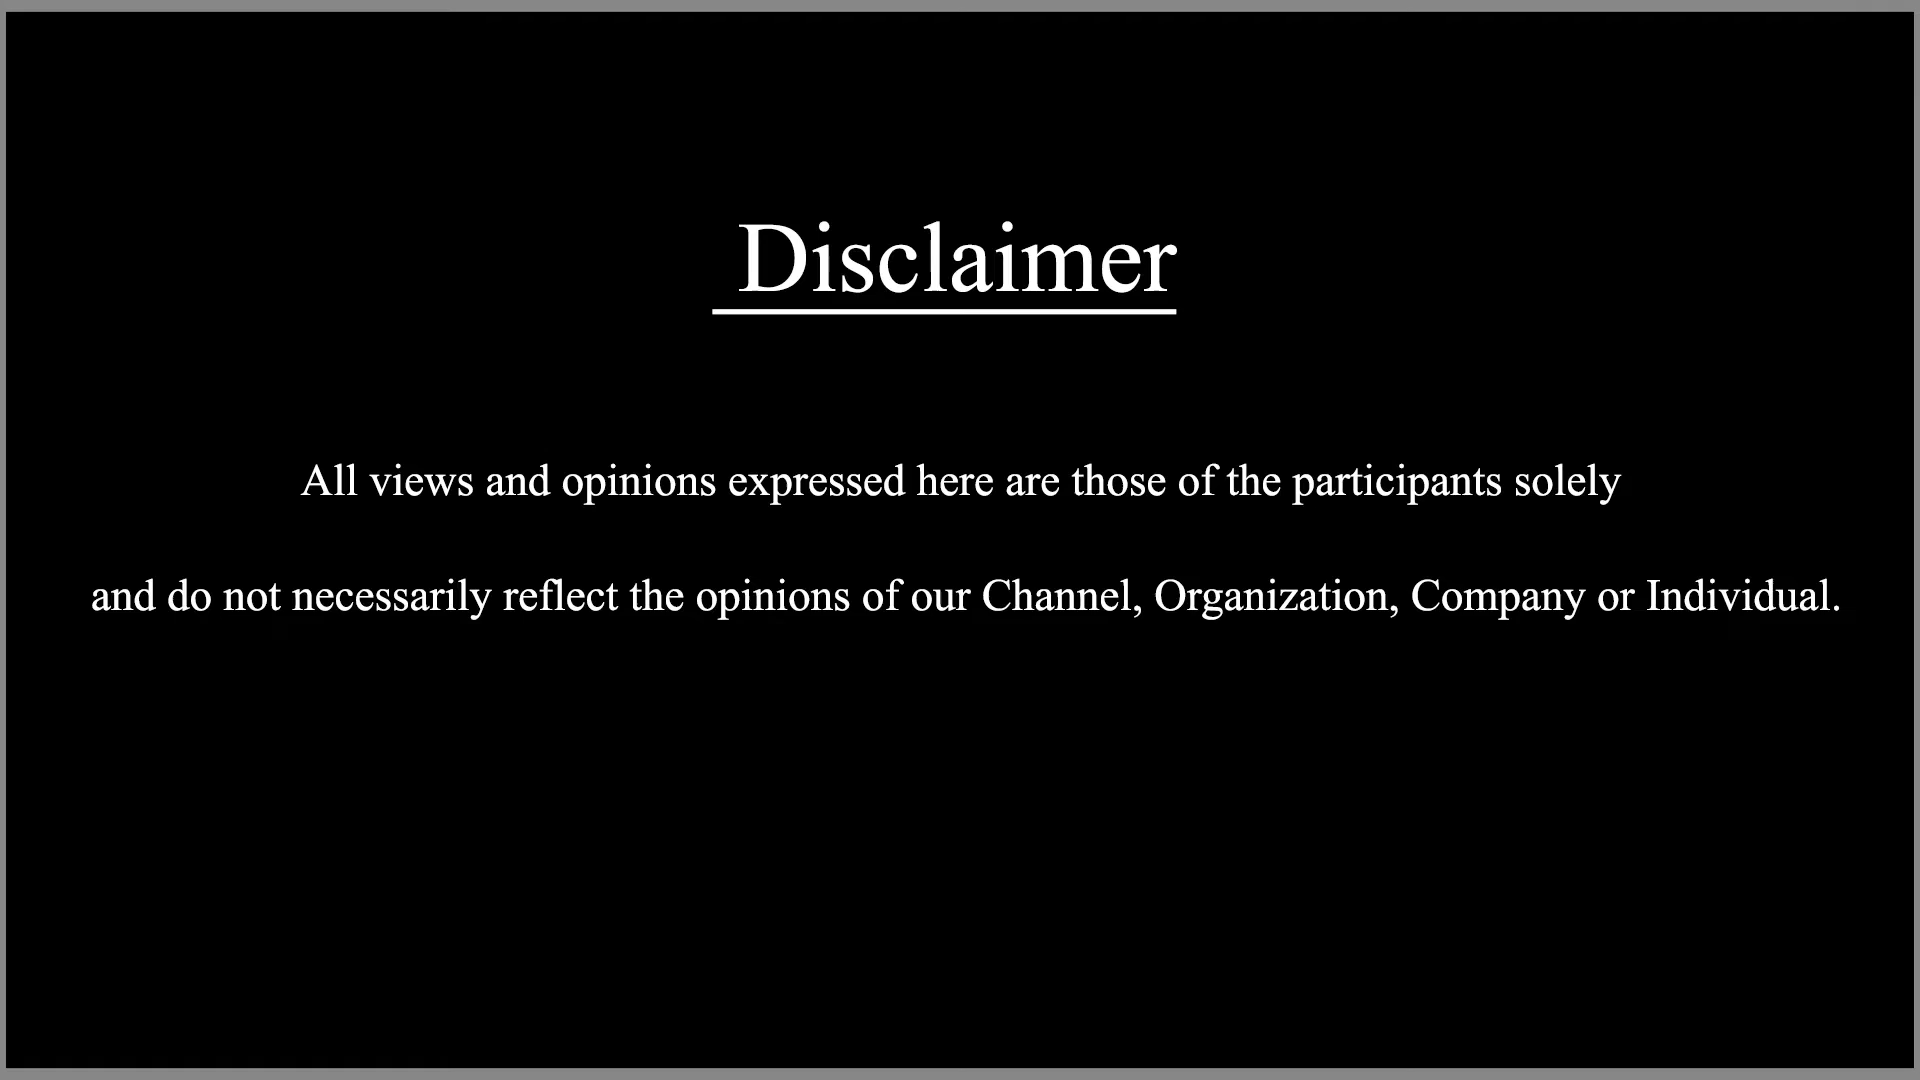 Disclaimer
All views and opinions expressed here are those of the participants solely
and do not necessarily reflect the opinions of our Channel, Organization, Company or Individual.